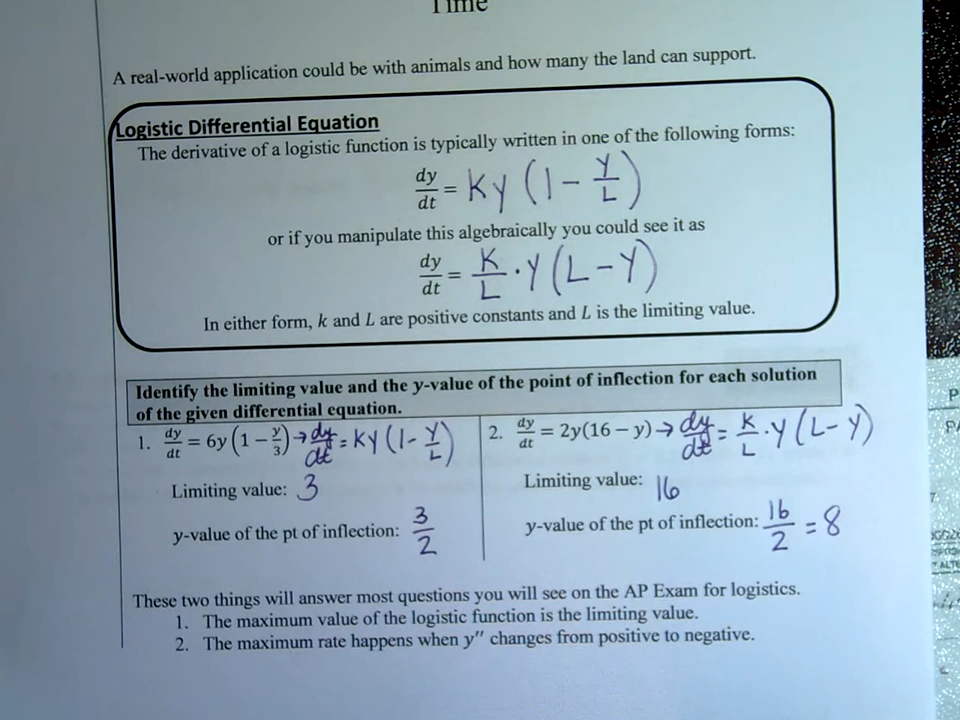 Time
A real-world application could be with animals and how many the land can support.
Logistic Differential Equation
The derivative of a logistic function is typically written in one of the following forms:
dy/dt = Ky (1 - Y/L)
or if you manipulate this algebraically you could see it as
dy/dt = K/L · Y (L - Y)
In either form, k and L are positive constants and L is the limiting value.
Identify the limiting value and the y-value of the point of inflection for each solution
of the given differential equation.
1. dy/dt = 6y (1 - y/3) → dy/dt = KY (1 - Y/L)
Limiting value: 3
y-value of the pt of inflection: 3/2
2. dy/dt = 2y(16 - y) → dy/dt = K/L · Y (L - Y)
Limiting value: 16
y-value of the pt of inflection: 16/2 = 8
These two things will answer most questions you will see on the AP Exam for logistics.
1. The maximum value of the logistic function is the limiting value.
2. The maximum rate happens when y″ changes from positive to negative.